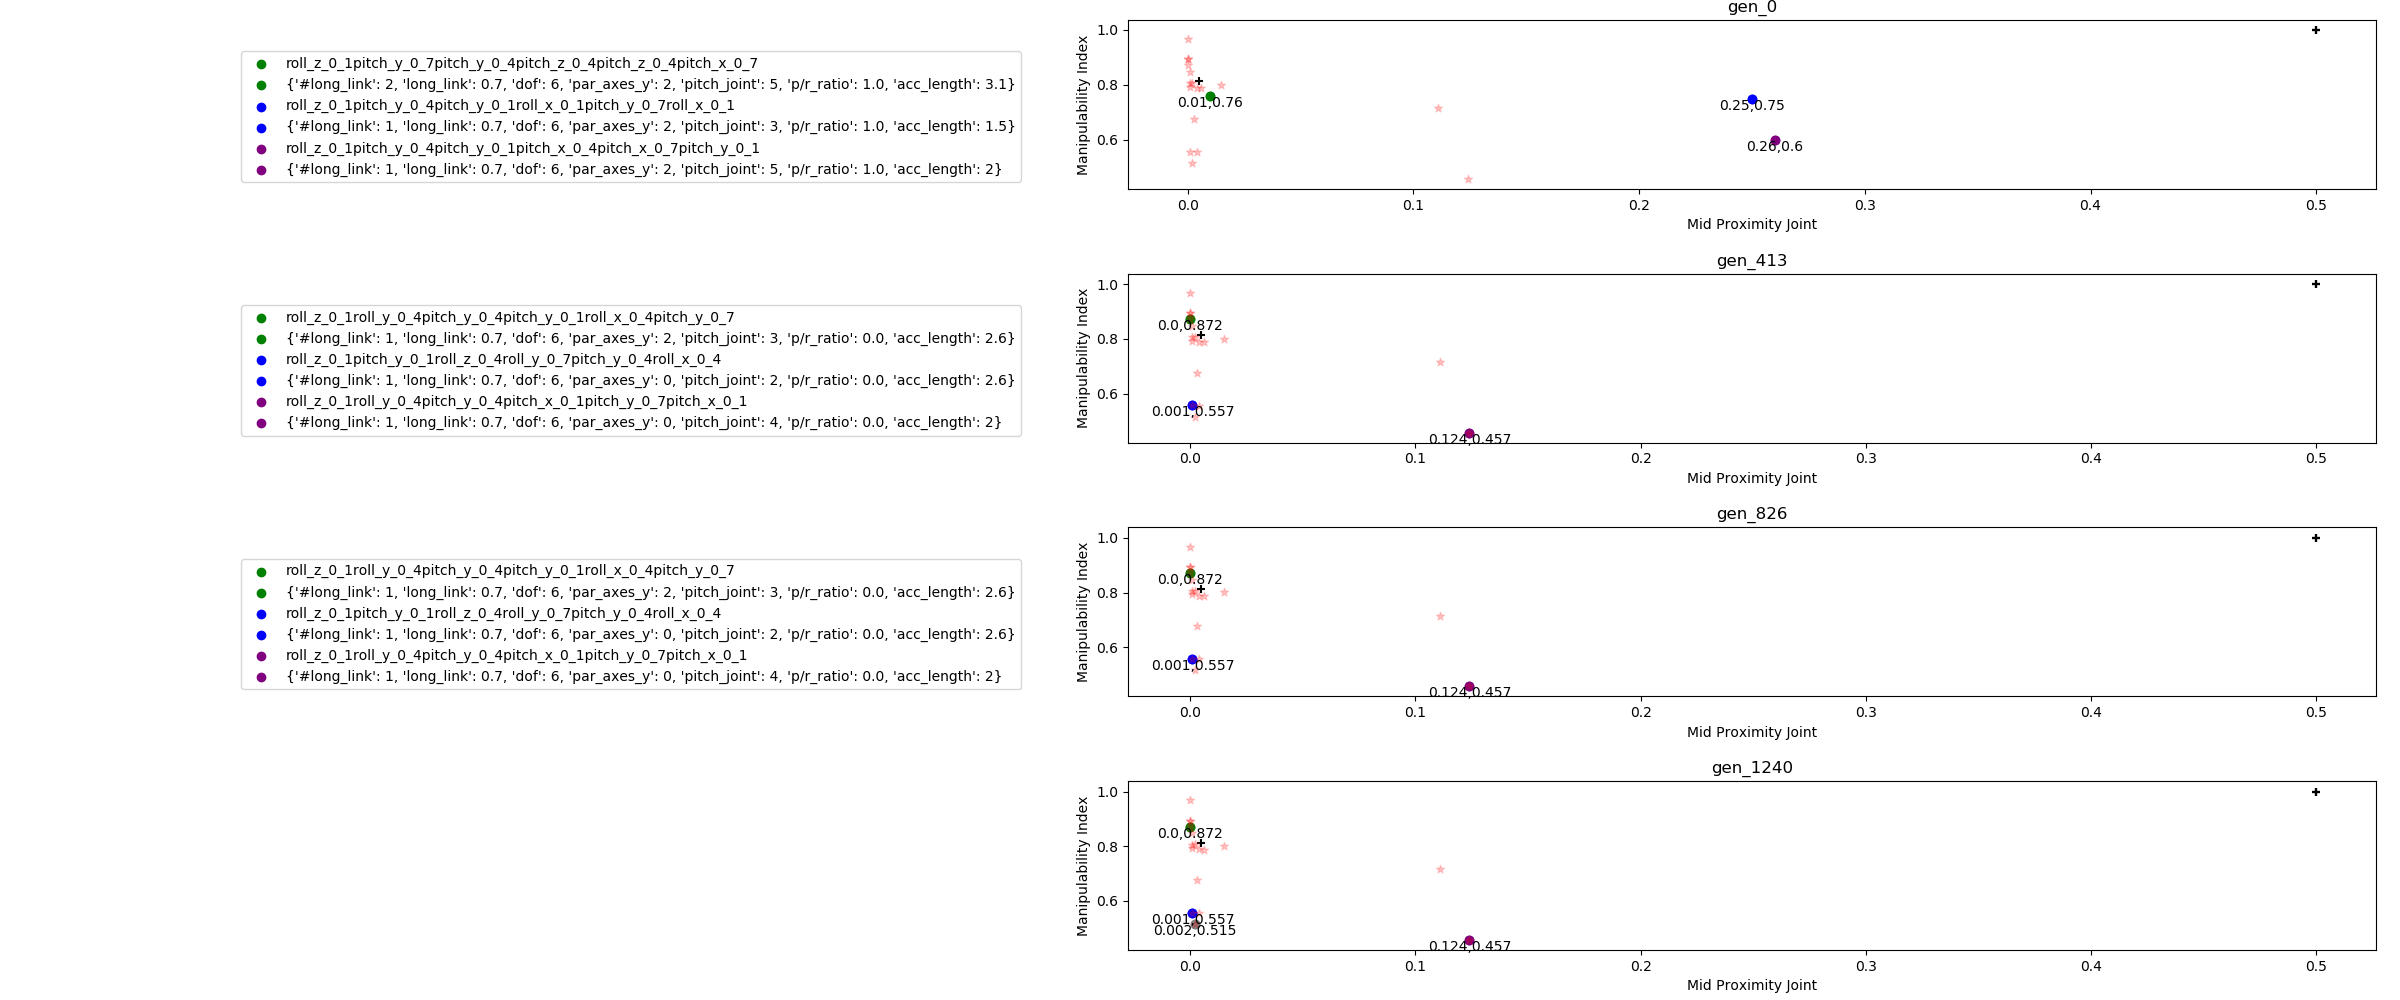 gen_0
roll_z_0_1pitch_y_0_7pitch_y_0_4pitch_z_0_4pitch_z_0_4pitch_x_0_7
{'#long_link': 2, 'long_link': 0.7, 'dof': 6, 'par_axes_y': 2, 'pitch_joint': 5, 'p/r_ratio': 1.0, 'acc_length': 3.1}
roll_z_0_1pitch_y_0_4pitch_y_0_1roll_x_0_1pitch_y_0_7roll_x_0_1
{'#long_link': 1, 'long_link': 0.7, 'dof': 6, 'par_axes_y': 2, 'pitch_joint': 3, 'p/r_ratio': 1.0, 'acc_length': 1.5}
roll_z_0_1pitch_y_0_4pitch_y_0_1pitch_x_0_4pitch_x_0_7pitch_y_0_1
{'#long_link': 1, 'long_link': 0.7, 'dof': 6, 'par_axes_y': 2, 'pitch_joint': 5, 'p/r_ratio': 1.0, 'acc_length': 2}
Manipulability Index
1.0
0.8
0.6
0.01,0.76
0.25,0.75
0.26,0.6
0.0 0.1 0.2 0.3 0.4 0.5
Mid Proximity Joint
gen_413
roll_z_0_1roll_y_0_4pitch_y_0_4pitch_y_0_1roll_x_0_4pitch_y_0_7
{'#long_link': 1, 'long_link': 0.7, 'dof': 6, 'par_axes_y': 2, 'pitch_joint': 3, 'p/r_ratio': 0.0, 'acc_length': 2.6}
roll_z_0_1pitch_y_0_1roll_z_0_4roll_y_0_7pitch_y_0_4roll_x_0_4
{'#long_link': 1, 'long_link': 0.7, 'dof': 6, 'par_axes_y': 0, 'pitch_joint': 2, 'p/r_ratio': 0.0, 'acc_length': 2.6}
roll_z_0_1roll_y_0_4pitch_y_0_4pitch_x_0_1pitch_y_0_7pitch_x_0_1
{'#long_link': 1, 'long_link': 0.7, 'dof': 6, 'par_axes_y': 0, 'pitch_joint': 4, 'p/r_ratio': 0.0, 'acc_length': 2}
Manipulability Index
1.0
0.8
0.6
0.0,0.872
0.001,0.557
0.124,0.457
0.0 0.1 0.2 0.3 0.4 0.5
Mid Proximity Joint
gen_826
roll_z_0_1roll_y_0_4pitch_y_0_4pitch_y_0_1roll_x_0_4pitch_y_0_7
{'#long_link': 1, 'long_link': 0.7, 'dof': 6, 'par_axes_y': 2, 'pitch_joint': 3, 'p/r_ratio': 0.0, 'acc_length': 2.6}
roll_z_0_1pitch_y_0_1roll_z_0_4roll_y_0_7pitch_y_0_4roll_x_0_4
{'#long_link': 1, 'long_link': 0.7, 'dof': 6, 'par_axes_y': 0, 'pitch_joint': 2, 'p/r_ratio': 0.0, 'acc_length': 2.6}
roll_z_0_1roll_y_0_4pitch_y_0_4pitch_x_0_1pitch_y_0_7pitch_x_0_1
{'#long_link': 1, 'long_link': 0.7, 'dof': 6, 'par_axes_y': 0, 'pitch_joint': 4, 'p/r_ratio': 0.0, 'acc_length': 2}
Manipulability Index
1.0
0.8
0.6
0.0,0.872
0.001,0.557
0.124,0.457
0.0 0.1 0.2 0.3 0.4 0.5
Mid Proximity Joint
gen_1240
Manipulability Index
1.0
0.8
0.6
0.0,0.872
0.001,0.557
0.002,0.515
0.124,0.457
0.0 0.1 0.2 0.3 0.4 0.5
Mid Proximity Joint